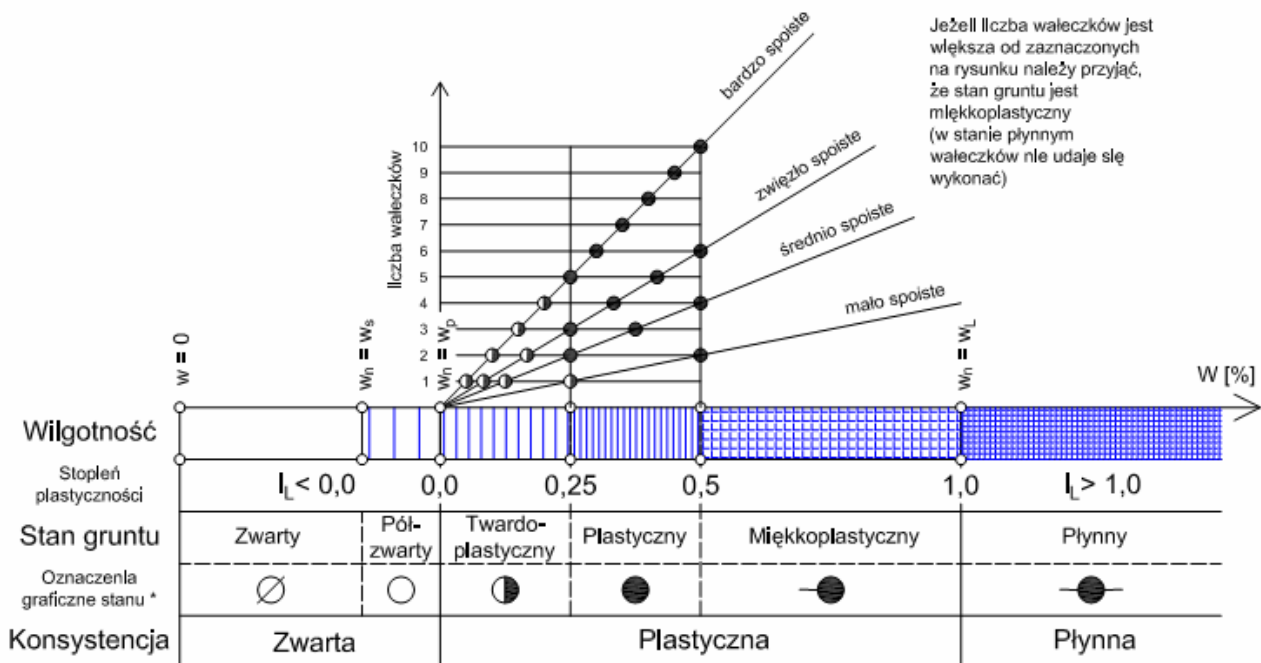 Jeżeli liczba wałeczków jest
większa od zaznaczonych
na rysunku należy przyjąć,
że stan gruntu jest
miękkoplastyczny
(w stanie płynnym
wałeczków nie udaje się
wykonać)
bardzo spoiste
zwięzło spoiste
średnio spoiste
mało spoiste
liczba wałeczków
10
9
8
7
6
5
4
3
2
1
w = 0
wₙ = wₛ
wₙ = wₚ
wₙ = w_L
W [%]
Wilgotność
Stopień
plastyczności
I_L < 0,0
0,0
0,25
0,5
1,0
I_L > 1,0
Stan gruntu
Zwarty
Pół-
zwarty
Twardo-
plastyczny
Plastyczny
Miękkoplastyczny
Płynny
Oznaczenia
graficzne stanu *
Konsystencja
Zwarta
Plastyczna
Płynna